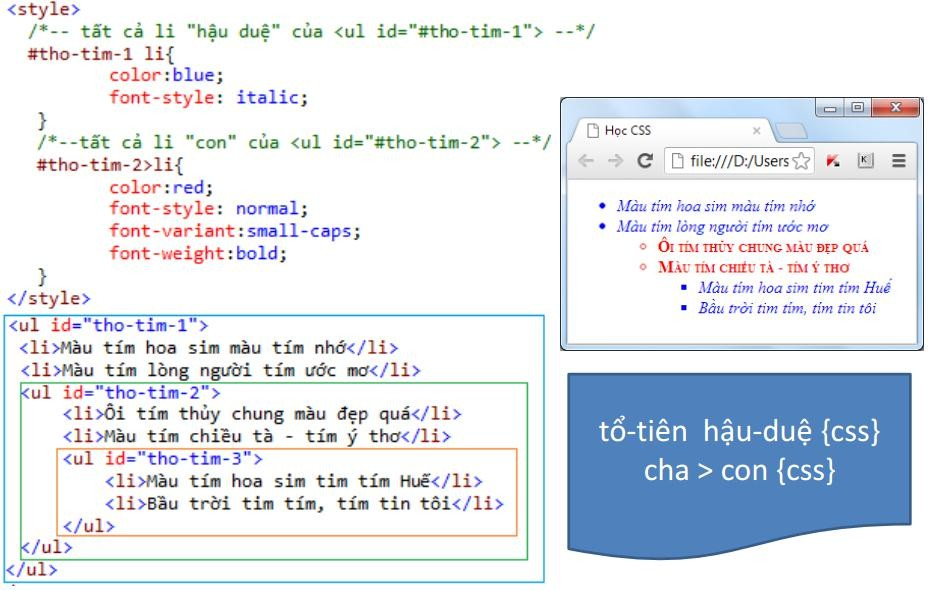 <style>
/*-- tất cả li "hậu duệ" của <ul id="#tho-tim-1"> --*/
#tho-tim-1 li{
color:blue;
font-style: italic;
}
/*--tất cả li "con" của <ul id="#tho-tim-2"> --*/
#tho-tim-2>li{
color:red;
font-style: normal;
font-variant:small-caps;
font-weight:bold;
}
</style>
<ul id="tho-tim-1">
<li>Màu tím hoa sim màu tím nhớ</li>
<li>Màu tím lòng người tím ước mơ</li>
<ul id="tho-tim-2">
<li>Ôi tím thủy chung màu đẹp quá</li>
<li>Màu tím chiều tà - tím ý thơ</li>
<ul id="tho-tim-3">
<li>Màu tím hoa sim tim tím Huế</li>
<li>Bầu trời tim tím, tím tin tôi</li>
</ul>
</ul>
</ul>
Học CSS
file:///D:/Users
Màu tím hoa sim màu tím nhớ
Màu tím lòng người tím ước mơ
Ôi tím thủy chung màu đẹp quá
Màu tím chiều tà - tím ý thơ
Màu tím hoa sim tim tím Huế
Bầu trời tim tím, tím tin tôi
tổ-tiên hậu-duệ {css}
cha > con {css}